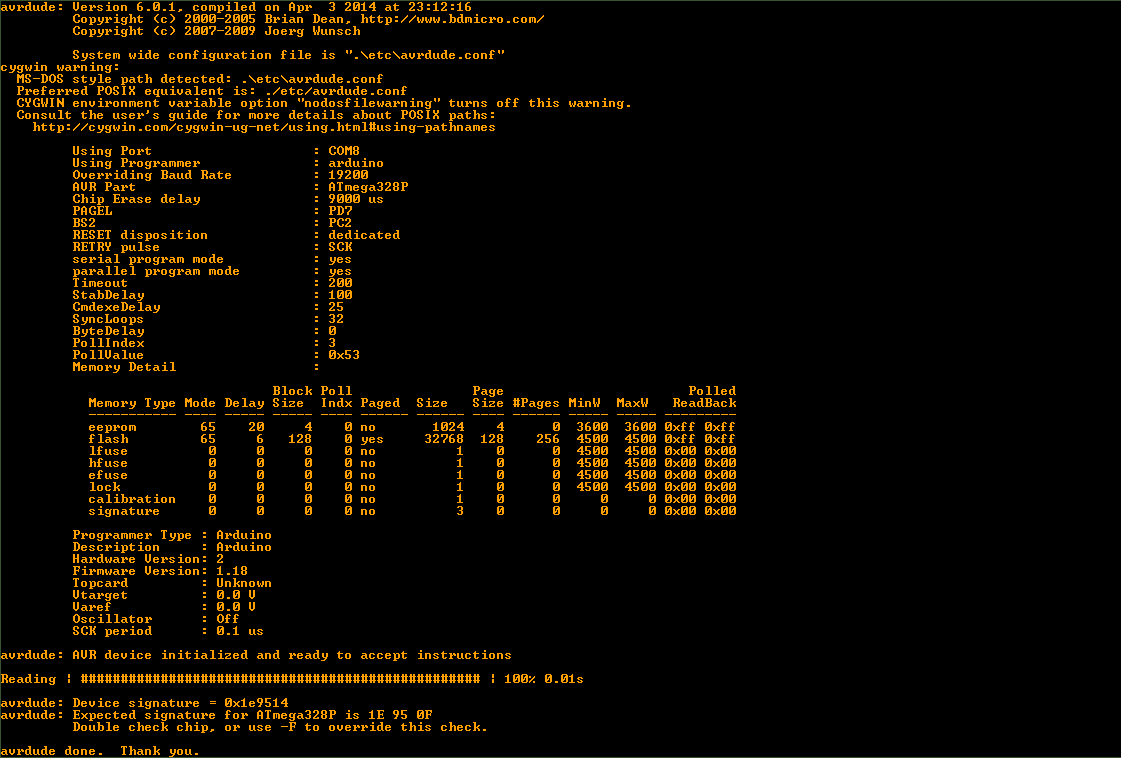 avrdude: Version 6.0.1, compiled on Apr  3 2014 at 23:12:16
         Copyright (c) 2000-2005 Brian Dean, http://www.bdmicro.com/
         Copyright (c) 2007-2009 Joerg Wunsch

         System wide configuration file is ".\etc\avrdude.conf"
cygwin warning:
  MS-DOS style path detected: .\etc\avrdude.conf
  Preferred POSIX equivalent is: ./etc/avrdude.conf
  CYGWIN environment variable option "nodosfilewarning" turns off this warning.
  Consult the user's guide for more details about POSIX paths:
    http://cygwin.com/cygwin-ug-net/using.html#using-pathnames

         Using Port                    : COM8
         Using Programmer              : arduino
         Overriding Baud Rate          : 19200
         AVR Part                      : ATmega328P
         Chip Erase delay              : 9000 us
         PAGEL                         : PD7
         BS2                           : PC2
         RESET disposition             : dedicated
         RETRY pulse                   : SCK
         serial program mode           : yes
         parallel program mode         : yes
         Timeout                       : 200
         StabDelay                     : 100
         CmdexeDelay                   : 25
         SyncLoops                     : 32
         ByteDelay                     : 0
         PollIndex                     : 3
         PollValue                     : 0x53
         Memory Detail                 :

                                  Block Poll               Page                       Polled
           Memory Type Mode Delay Size  Indx Paged  Size   Size #Pages MinW  MaxW   ReadBack
           ----------- ---- ----- ----- ---- ------ ------ ---- ------ ----- ----- ---------
           eeprom        65    20     4    0 no       1024    4      0  3600  3600 0xff 0xff
           flash         65     6   128    0 yes     32768  128    256  4500  4500 0xff 0xff
           lfuse          0     0     0    0 no          1    0      0  4500  4500 0x00 0x00
           hfuse          0     0     0    0 no          1    0      0  4500  4500 0x00 0x00
           efuse          0     0     0    0 no          1    0      0  4500  4500 0x00 0x00
           lock           0     0     0    0 no          1    0      0  4500  4500 0x00 0x00
           calibration    0     0     0    0 no          1    0      0     0     0 0x00 0x00
           signature      0     0     0    0 no          3    0      0     0     0 0x00 0x00

         Programmer Type : Arduino
         Description     : Arduino
         Hardware Version: 2
         Firmware Version: 1.18
         Topcard         : Unknown
         Vtarget         : 0.0 V
         Varef           : 0.0 V
         Oscillator      : Off
         SCK period      : 0.1 us

avrdude: AVR device initialized and ready to accept instructions

Reading | ################################################## | 100% 0.01s

avrdude: Device signature = 0x1e9514
avrdude: Expected signature for ATmega328P is 1E 95 0F
         Double check chip, or use -F to override this check.

avrdude done.  Thank you.